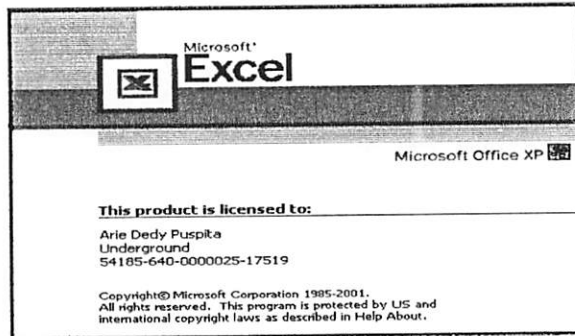 Microsoft®
Excel
Microsoft Office XP
This product is licensed to:
Arie Dedy Puspita
Underground
54185-640-0000025-17519
Copyright© Microsoft Corporation 1985-2001.
All rights reserved. This program is protected by US and
international copyright laws as described in Help About.